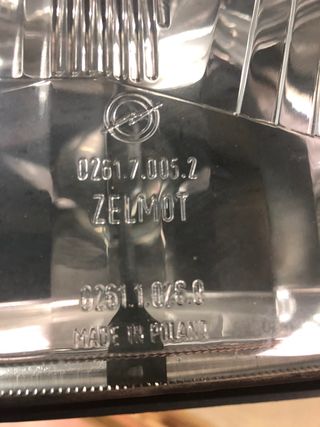 0261.7.005.2
ZELMOT
MADE IN POLAND